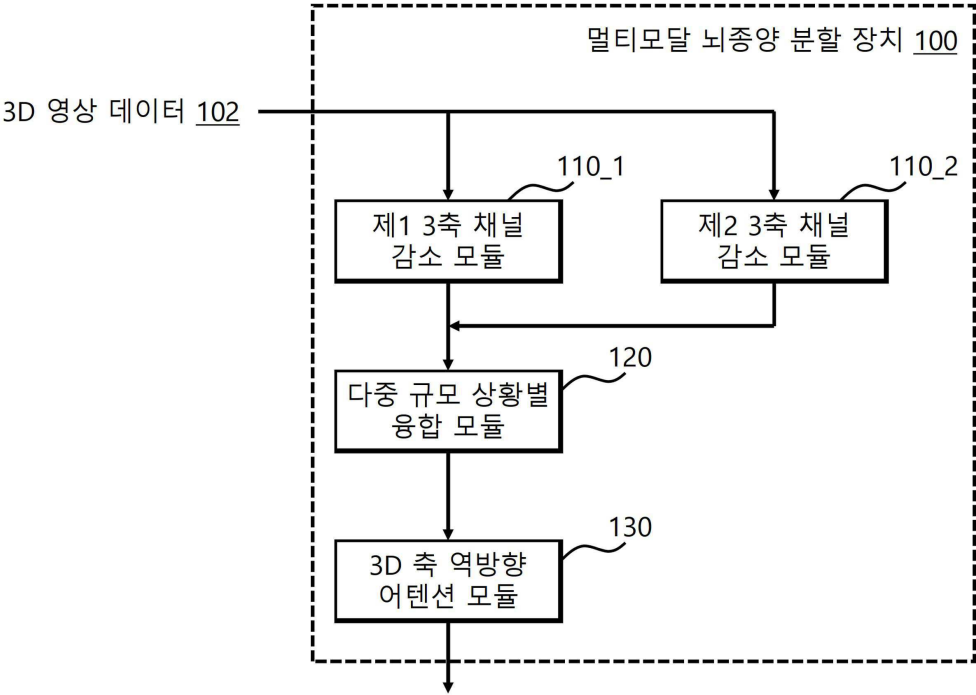 멀티모달 뇌종양 분할 장치 100
3D 영상 데이터 102
110_1
110_2
제1 3축 채널
감소 모듈
제2 3축 채널
감소 모듈
120
다중 규모 상황별
융합 모듈
130
3D 축 역방향
어텐션 모듈